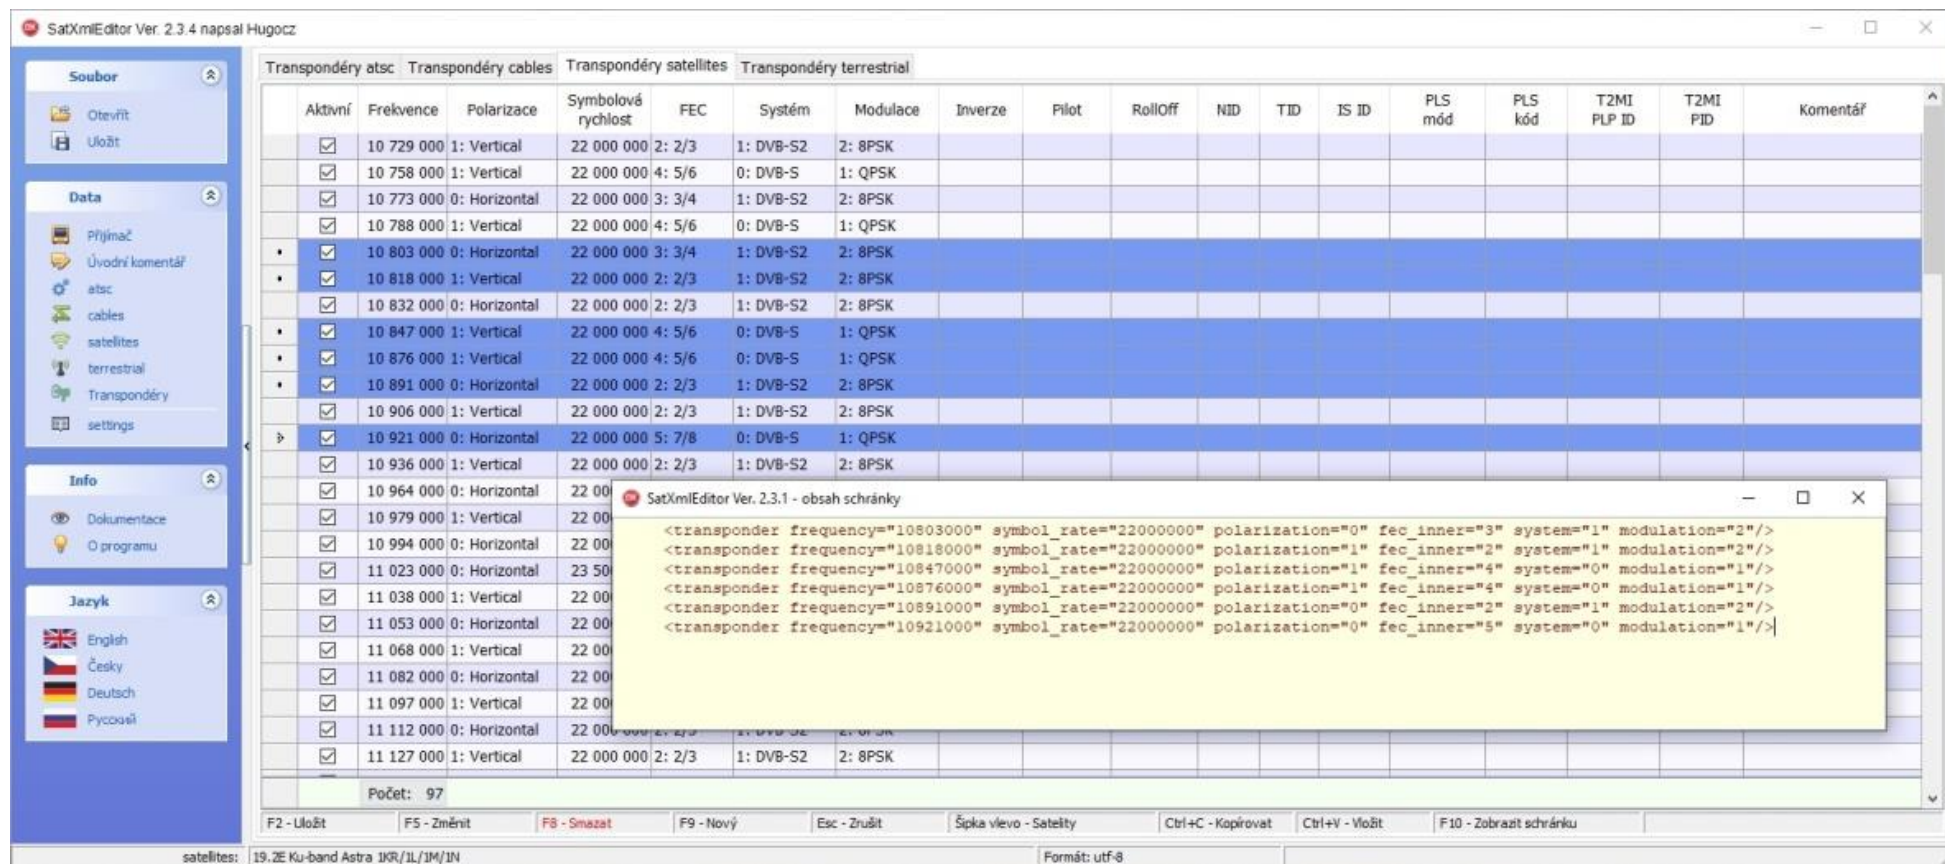 SatXmlEditor Ver. 2.3.4 napsal Hugocz
Soubor
Otevřít
Uložit
Data
Přijímač
Úvodní komentář
atsc
cables
satellites
terrestrial
Transpondéry
settings
Info
Dokumentace
O programu
Jazyk
English
Česky
Deutsch
Русский
Transpondéry atsc Transpondéry cables Transpondéry satellites Transpondéry terrestrial
Aktivní Frekvence Polarizace Symbolová rychlost FEC Systém Modulace Inverze Pilot RollOff NID TID IS ID PLS mód PLS kód T2MI PLP ID T2MI PID Komentář
10 729 000 1: Vertical 22 000 000 2: 2/3 1: DVB-S2 2: 8PSK
10 758 000 1: Vertical 22 000 000 4: 5/6 0: DVB-S 1: QPSK
10 773 000 0: Horizontal 22 000 000 3: 3/4 1: DVB-S2 2: 8PSK
10 788 000 1: Vertical 22 000 000 4: 5/6 0: DVB-S 1: QPSK
10 803 000 0: Horizontal 22 000 000 3: 3/4 1: DVB-S2 2: 8PSK
10 818 000 1: Vertical 22 000 000 2: 2/3 1: DVB-S2 2: 8PSK
10 832 000 0: Horizontal 22 000 000 2: 2/3 1: DVB-S2 2: 8PSK
10 847 000 1: Vertical 22 000 000 4: 5/6 0: DVB-S 1: QPSK
10 876 000 1: Vertical 22 000 000 4: 5/6 0: DVB-S 1: QPSK
10 891 000 0: Horizontal 22 000 000 2: 2/3 1: DVB-S2 2: 8PSK
10 906 000 1: Vertical 22 000 000 2: 2/3 1: DVB-S2 2: 8PSK
10 921 000 0: Horizontal 22 000 000 5: 7/8 0: DVB-S 1: QPSK
10 936 000 1: Vertical 22 000 000 2: 2/3 1: DVB-S2 2: 8PSK
10 964 000 0: Horizontal 22 00
10 979 000 1: Vertical 22 00
10 994 000 0: Horizontal 22 00
11 023 000 0: Horizontal 23 50
11 038 000 1: Vertical 22 00
11 053 000 0: Horizontal 22 00
11 068 000 1: Vertical 22 00
11 082 000 0: Horizontal 22 00
11 097 000 1: Vertical 22 00
11 112 000 0: Horizontal 22 00
11 127 000 1: Vertical 22 000 000 2: 2/3 1: DVB-S2 2: 8PSK
SatXmlEditor Ver. 2.3.1 - obsah schránky
<transponder frequency="10803000" symbol_rate="22000000" polarization="0" fec_inner="3" system="1" modulation="2"/>
<transponder frequency="10818000" symbol_rate="22000000" polarization="1" fec_inner="2" system="1" modulation="2"/>
<transponder frequency="10847000" symbol_rate="22000000" polarization="1" fec_inner="4" system="0" modulation="1"/>
<transponder frequency="10876000" symbol_rate="22000000" polarization="1" fec_inner="4" system="0" modulation="1"/>
<transponder frequency="10891000" symbol_rate="22000000" polarization="0" fec_inner="2" system="1" modulation="2"/>
<transponder frequency="10921000" symbol_rate="22000000" polarization="0" fec_inner="5" system="0" modulation="1"/>
Počet: 97
F2 - Uložit F5 - Změnit F8 - Smazat F9 - Nový Esc - Zrušit Šipka vlevo - Satelity Ctrl+C - Kopírovat Ctrl+V - Vložit F10 - Zobrazit schránku
satellites: 19.2E Ku-band Astra 1KR/1L/1M/1N Formát: utf-8